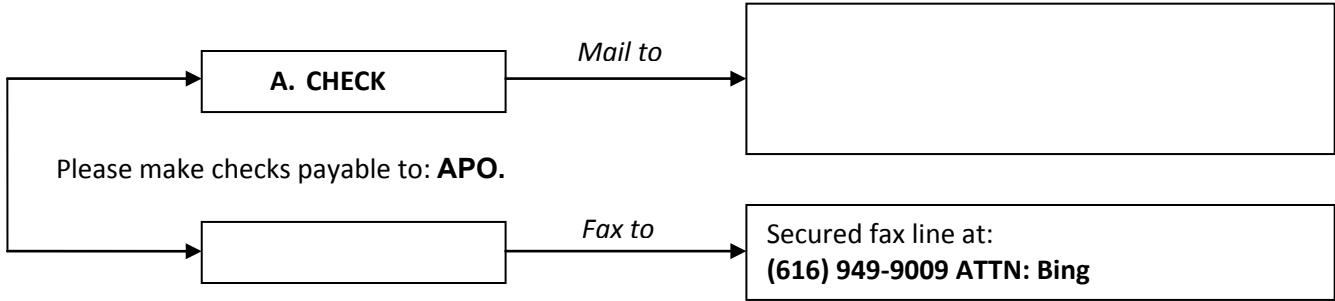 A. CHECK
Mail to
Please make checks payable to: APO.
Fax to
Secured fax line at:
(616) 949-9009 ATTN: Bing